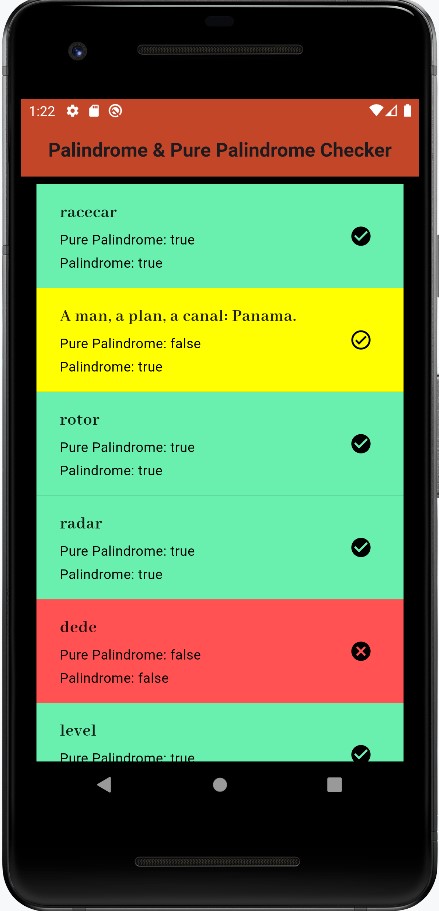 1:22
Palindrome & Pure Palindrome Checker
racecar
Pure Palindrome: true
Palindrome: true
A man, a plan, a canal: Panama.
Pure Palindrome: false
Palindrome: true
rotor
Pure Palindrome: true
Palindrome: true
radar
Pure Palindrome: true
Palindrome: true
dede
Pure Palindrome: false
Palindrome: false
level
Pure Palindrome: true